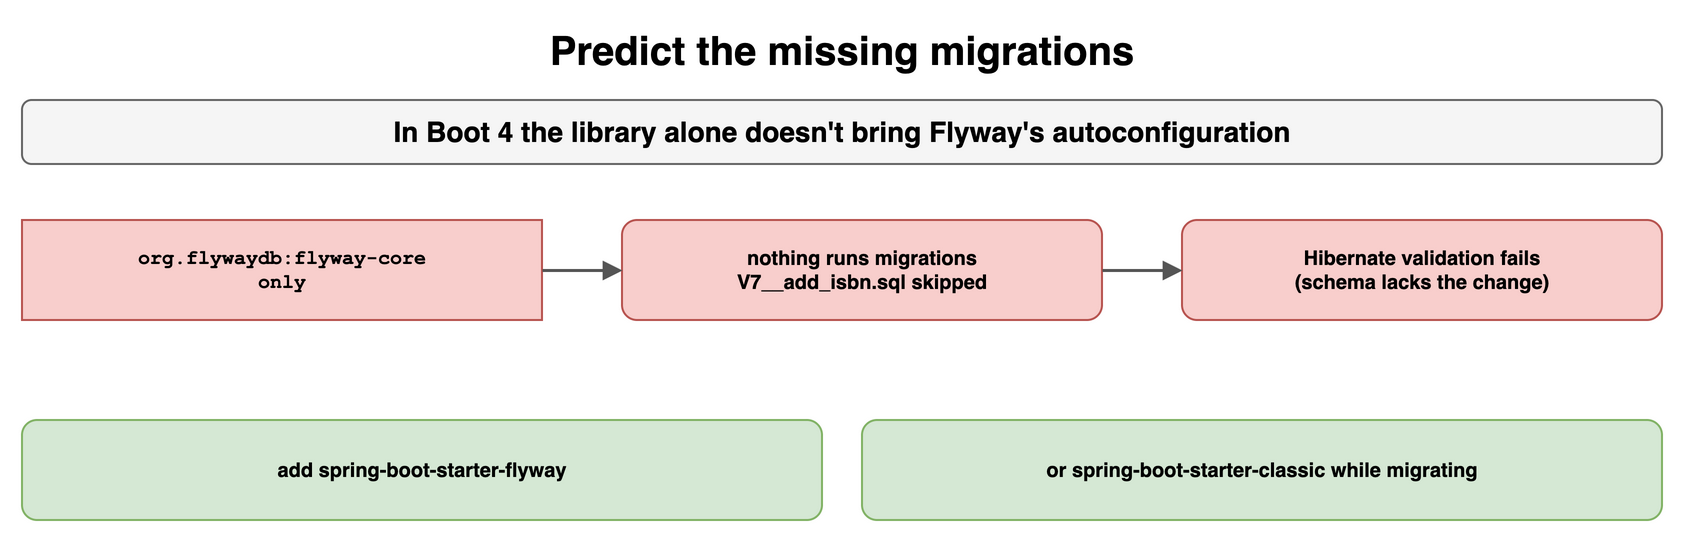 Predict the missing migrations
In Boot 4 the library alone doesn't bring Flyway's autoconfiguration
org.flywaydb:flyway-core
only
nothing runs migrations
V7__add_isbn.sql skipped
Hibernate validation fails
(schema lacks the change)
add spring-boot-starter-flyway
or spring-boot-starter-classic while migrating